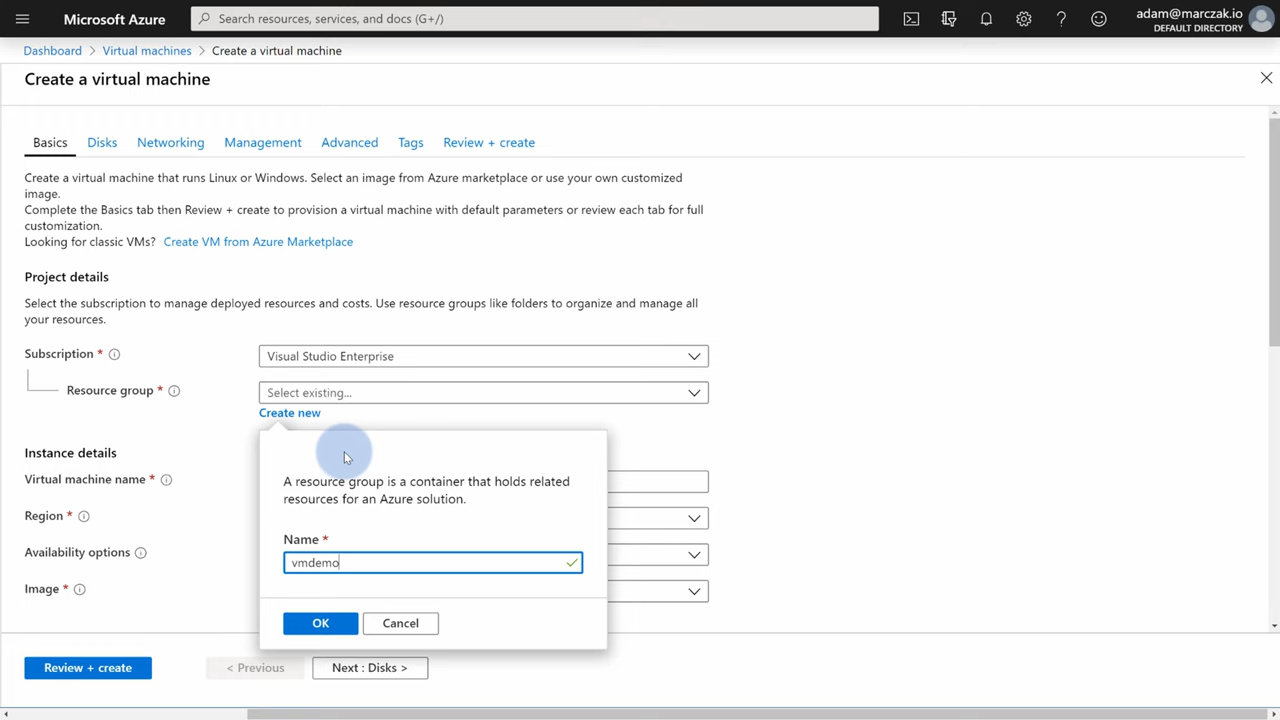 Microsoft Azure
Search resources, services, and docs (G+/)
adam@marczak.io
DEFAULT DIRECTORY
Dashboard > Virtual machines > Create a virtual machine
Create a virtual machine
Basics Disks Networking Management Advanced Tags Review + create
Create a virtual machine that runs Linux or Windows. Select an image from Azure marketplace or use your own customized
image.
Complete the Basics tab then Review + create to provision a virtual machine with default parameters or review each tab for full
customization.
Looking for classic VMs? Create VM from Azure Marketplace
Project details
Select the subscription to manage deployed resources and costs. Use resource groups like folders to organize and manage all
your resources.
Subscription * Visual Studio Enterprise
Resource group * Select existing...
Create new
Instance details
Virtual machine name *
Region *
Availability options
Image *
A resource group is a container that holds related
resources for an Azure solution.
Name *
vmdemo
OK Cancel
Review + create < Previous Next : Disks >